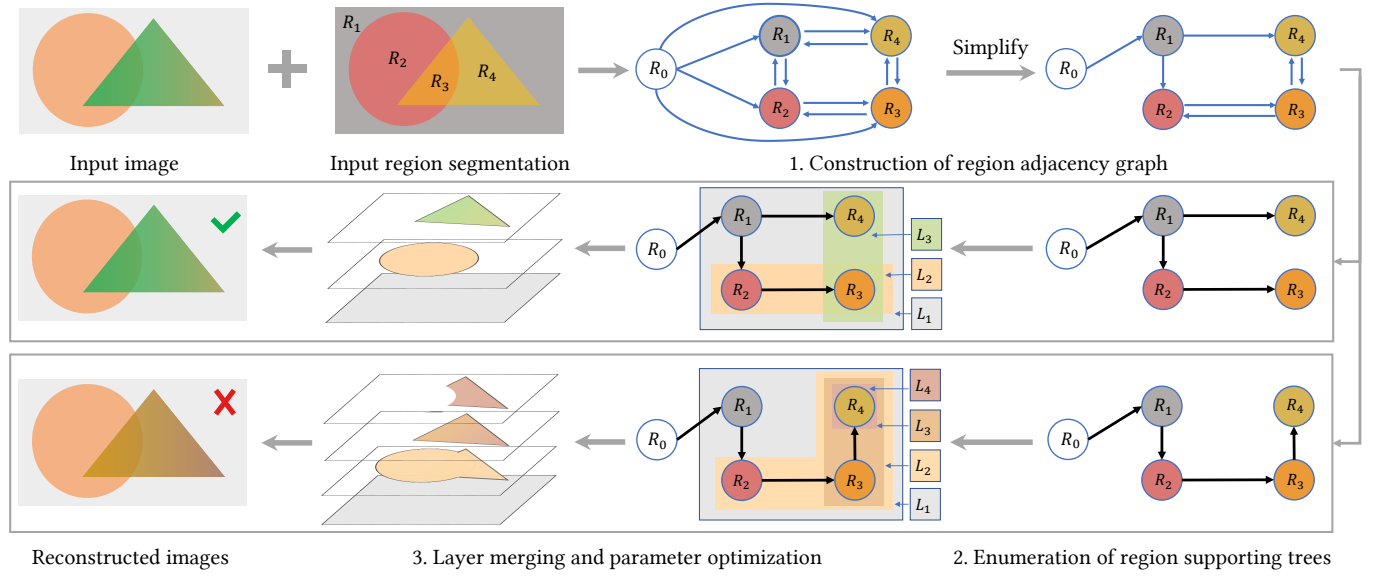 R₁
R₂
R₃
R₄
R₀
R₁
R₄
R₂
R₃
Simplify
R₀
R₁
R₄
R₂
R₃
Input image
Input region segmentation
1. Construction of region adjacency graph
R₀
R₁
R₄
R₂
R₃
L₃
L₂
L₁
R₀
R₁
R₄
R₂
R₃
R₀
R₁
R₄
R₂
R₃
L₄
L₃
L₂
L₁
R₀
R₁
R₄
R₂
R₃
Reconstructed images
3. Layer merging and parameter optimization
2. Enumeration of region supporting trees